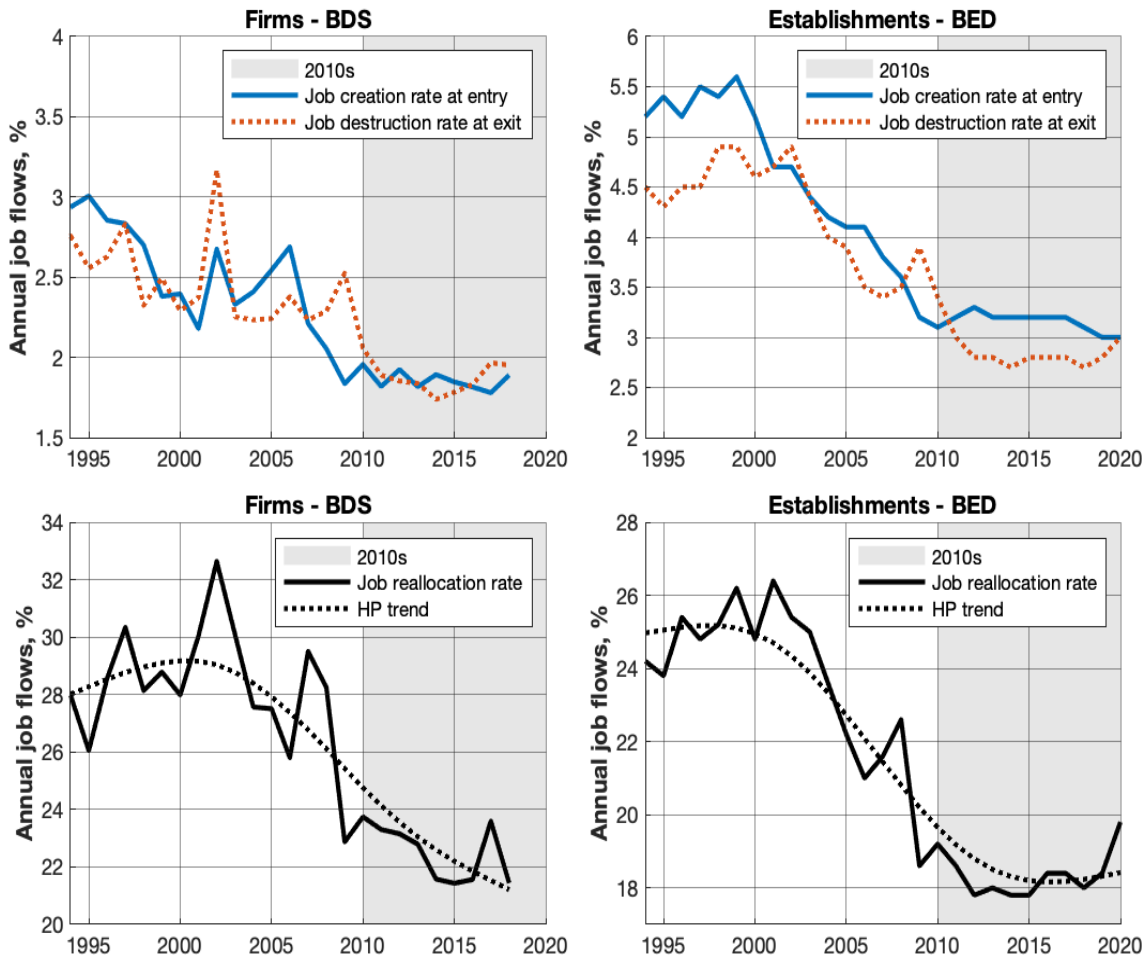 Firms - BDS
Annual job flows, %
4
3.5
3
2.5
2
1.5
2010s
Job creation rate at entry
Job destruction rate at exit
1995 2000 2005 2010 2015 2020
Establishments - BED
Annual job flows, %
6
5.5
5
4.5
4
3.5
3
2.5
2
2010s
Job creation rate at entry
Job destruction rate at exit
1995 2000 2005 2010 2015 2020
Firms - BDS
Annual job flows, %
34
32
30
28
26
24
22
20
2010s
Job reallocation rate
HP trend
1995 2000 2005 2010 2015 2020
Establishments - BED
Annual job flows, %
28
26
24
22
20
18
2010s
Job reallocation rate
HP trend
1995 2000 2005 2010 2015 2020